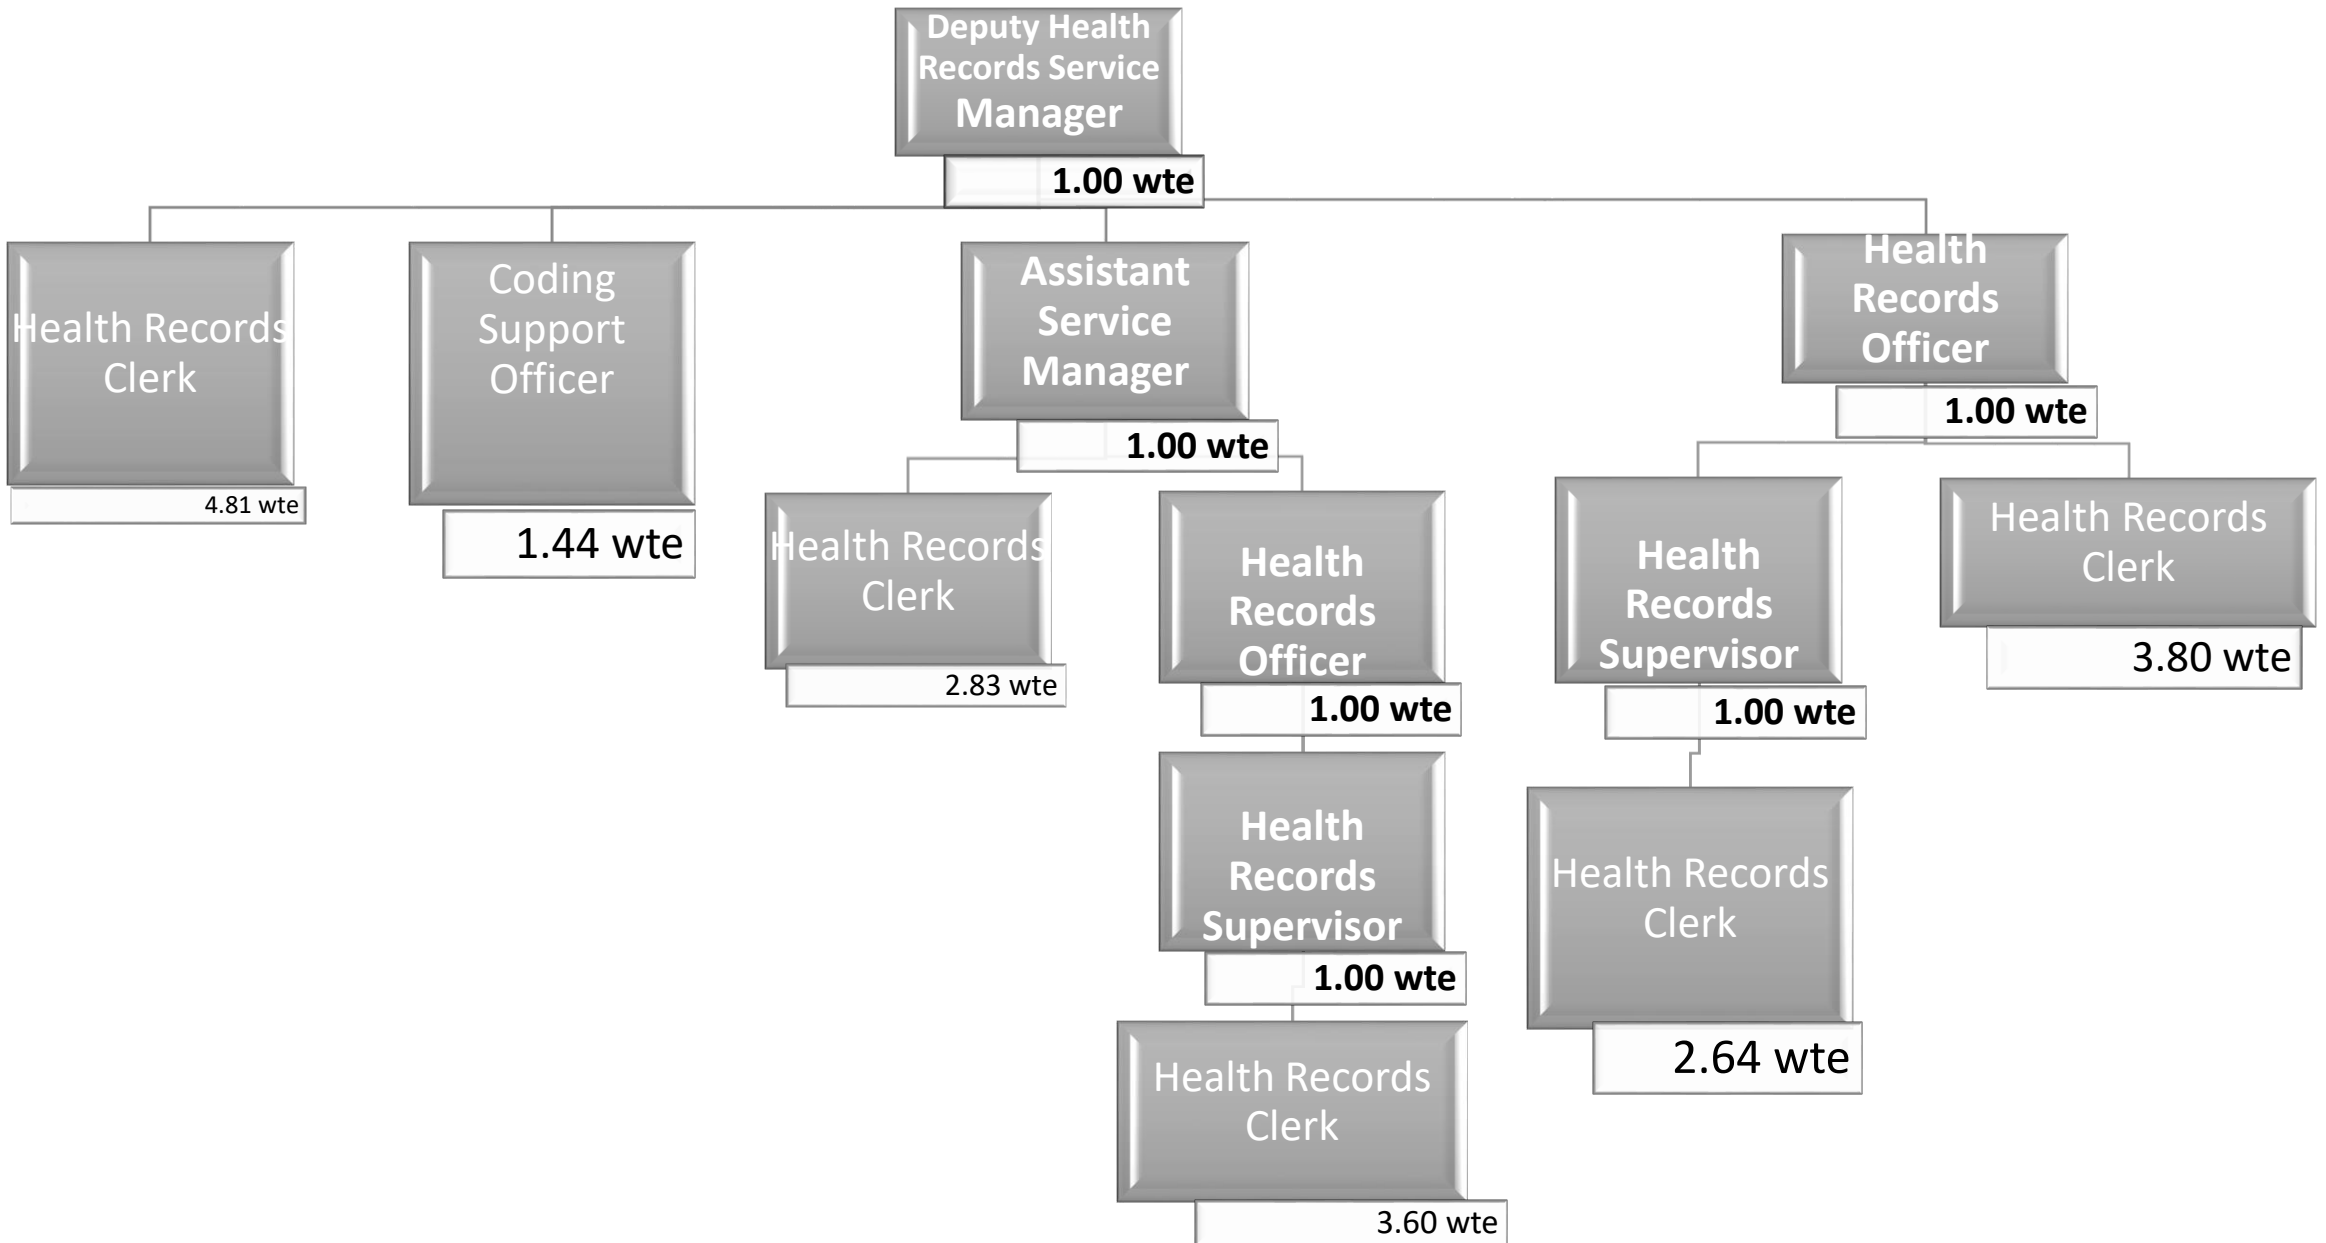 Deputy Health
Records Service
Manager
1.00 wte
Health Records
Clerk
4.81 wte
Coding
Support
Officer
1.44 wte
Assistant
Service
Manager
1.00 wte
Health
Records
Officer
1.00 wte
Health Records
Clerk
2.83 wte
Health
Records
Officer
1.00 wte
Health
Records
Supervisor
1.00 wte
Health Records
Clerk
3.80 wte
Health
Records
Supervisor
1.00 wte
Health Records
Clerk
2.64 wte
Health Records
Clerk
3.60 wte